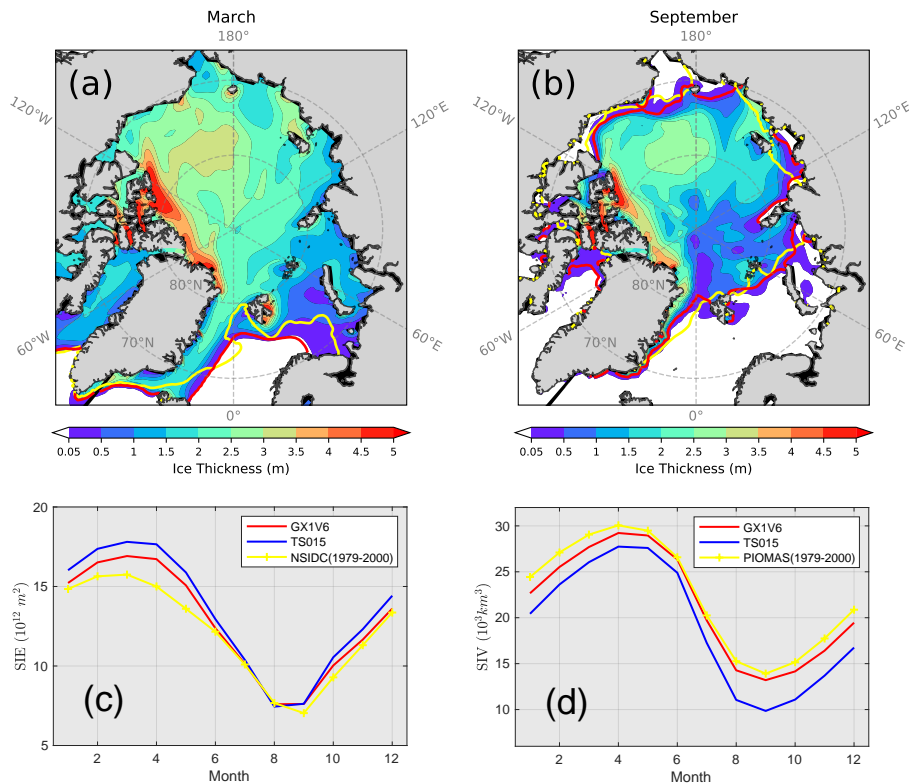 March
180°
(a)
120°W
120°E
80°N
70°N
60°W
60°E
0°
0.05 0.5 1 1.5 2 2.5 3 3.5 4 4.5 5
Ice Thickness (m)
September
180°
(b)
120°W
120°E
80°N
70°N
60°W
60°E
0°
0.05 0.5 1 1.5 2 2.5 3 3.5 4 4.5 5
Ice Thickness (m)
20
15
10
5
SIE (10¹² m²)
GX1V6
TS015
NSIDC(1979-2000)
(c)
2 4 6 8 10 12
Month
30
25
20
15
10
SIV (10³km³)
GX1V6
TS015
PIOMAS(1979-2000)
(d)
2 4 6 8 10 12
Month